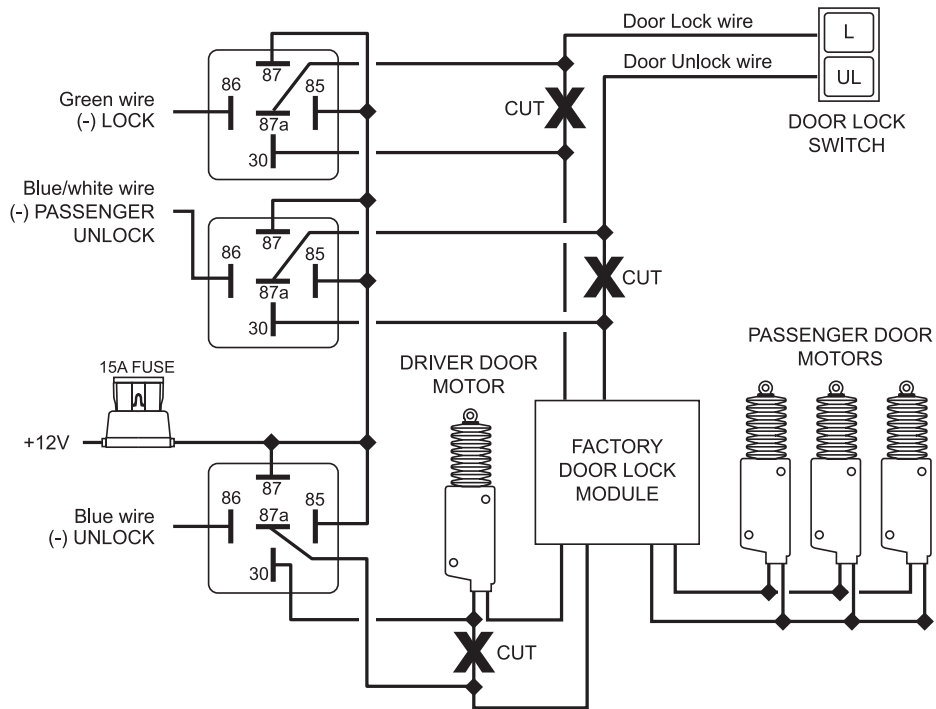 Door Lock wire
L
87
86
85
Door Unlock wire
UL
Green wire
(-) LOCK
87a
CUT
DOOR LOCK
SWITCH
30
Blue/white wire
(-) PASSENGER
UNLOCK
87
86
85
87a
CUT
30
15A FUSE
DRIVER DOOR
MOTOR
PASSENGER DOOR
MOTORS
+12V
FACTORY
DOOR LOCK
MODULE
87
86
85
87a
Blue wire
(-) UNLOCK
30
CUT